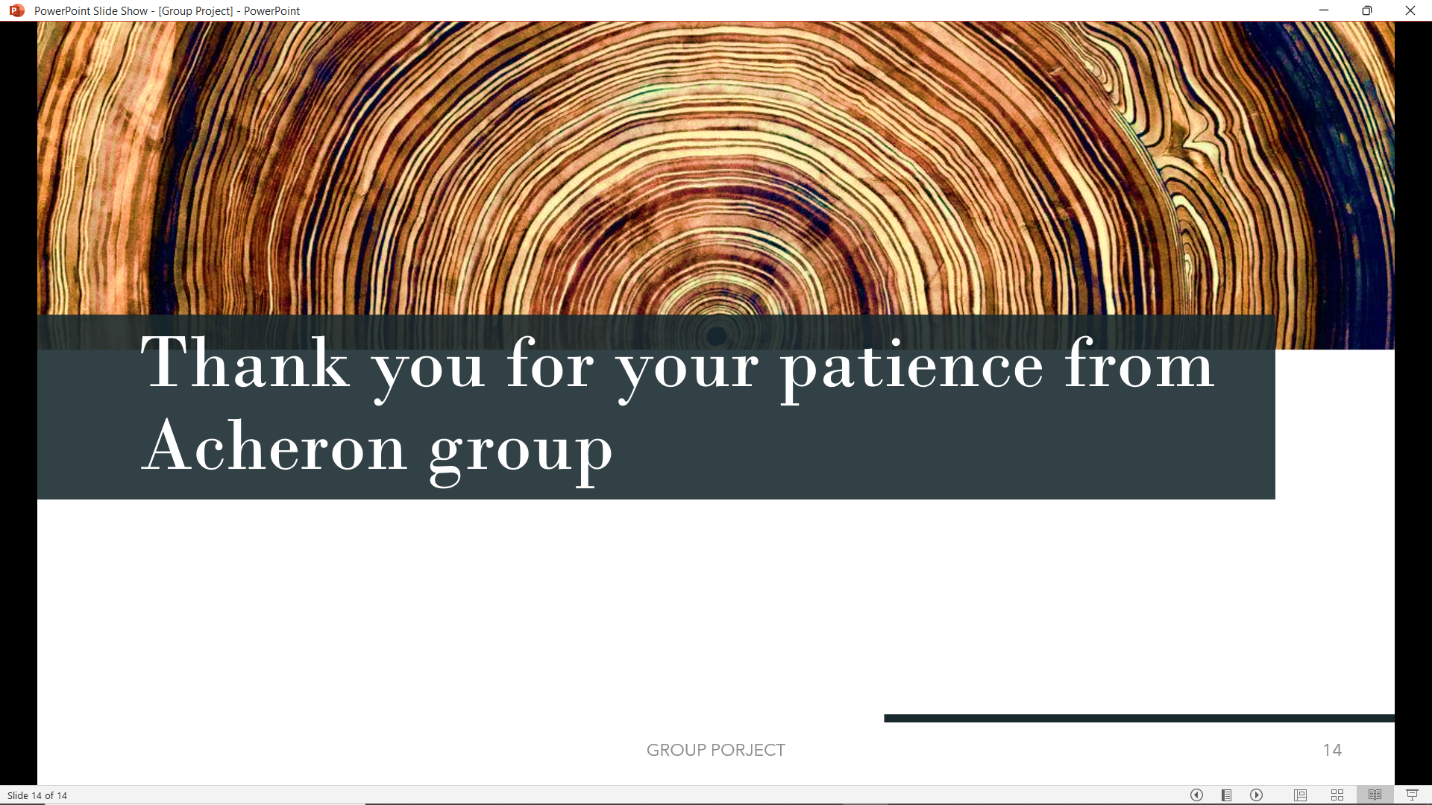 PowerPoint Slide Show - [Group Project] - PowerPoint
Thank you for your patience from
Acheron group
GROUP PORJECT
14
Slide 14 of 14